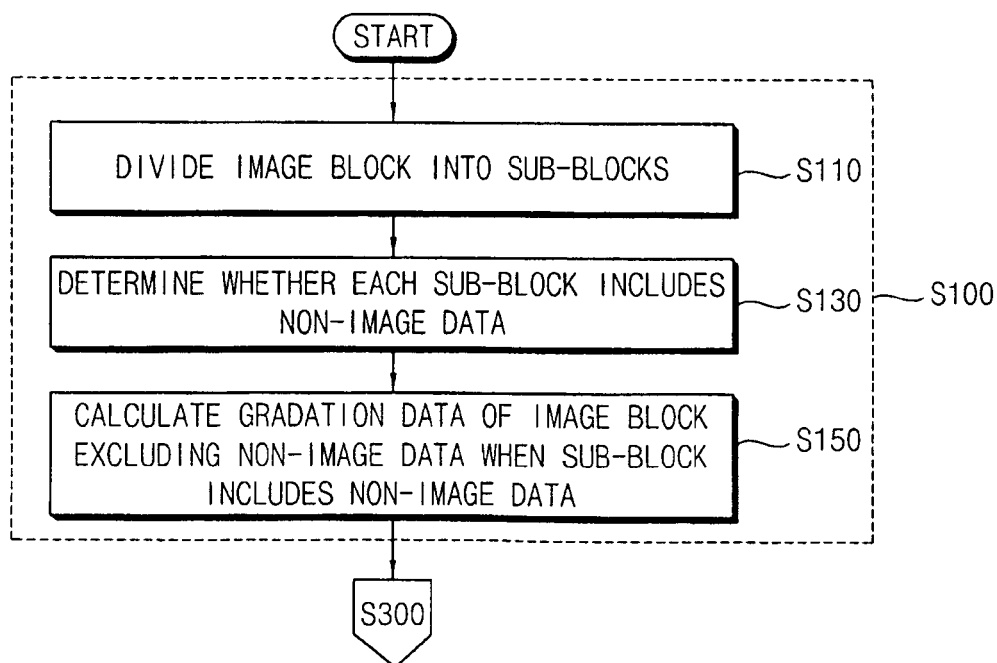 START
DIVIDE IMAGE BLOCK INTO SUB-BLOCKS
S110
DETERMINE WHETHER EACH SUB-BLOCK INCLUDES
NON-IMAGE DATA
S130
S100
CALCULATE GRADATION DATA OF IMAGE BLOCK
EXCLUDING NON-IMAGE DATA WHEN SUB-BLOCK
INCLUDES NON-IMAGE DATA
S150
S300